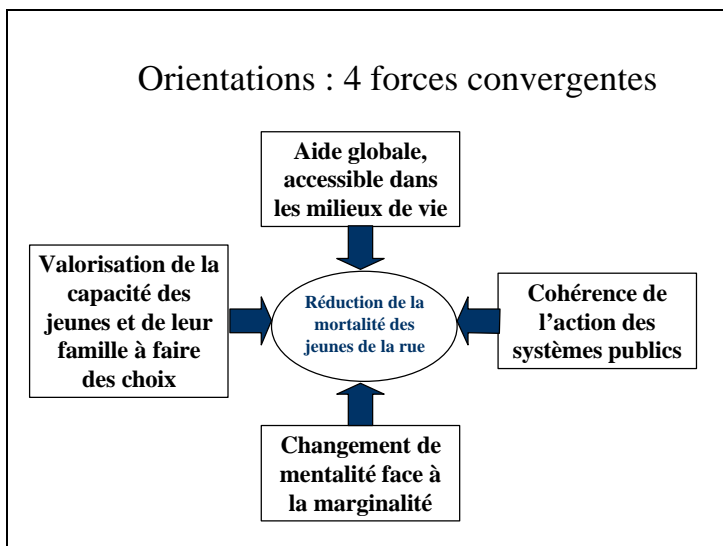 Orientations : 4 forces convergentes
Aide globale,
accessible dans
les milieux de vie
Valorisation de la
capacité des
jeunes et de leur
famille à faire
des choix
Réduction de la
mortalité des
jeunes de la rue
Cohérence de
l’action des
systèmes publics
Changement de
mentalité face à
la marginalité